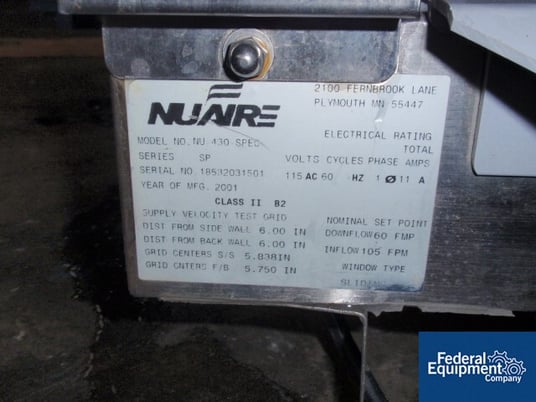 NUAIRE
2100 FERNBROOK LANE
PLYMOUTH MN 55447
MODEL NO. NU 430-SPEC
SERIES SP
SERIAL NO 18532031501
YEAR OF MFG. 2001
ELECTRICAL RATING
TOTAL
VOLTS CYCLES PHASE AMPS
115 AC 60 HZ 1 Ø 11 A
CLASS II B2
SUPPLY VELOCITY TEST GRID
DIST FROM SIDE WALL 6.00 IN
DIST FROM BACK WALL 6.00 IN
GRID CENTERS S/S 5.838 IN
GRID CNTERS F/B 5.750 IN
NOMINAL SET POINT
DOWNFLOW 60 FMP
INFLOW 105 FPM
WINDOW TYPE
Federal
Equipment
Company